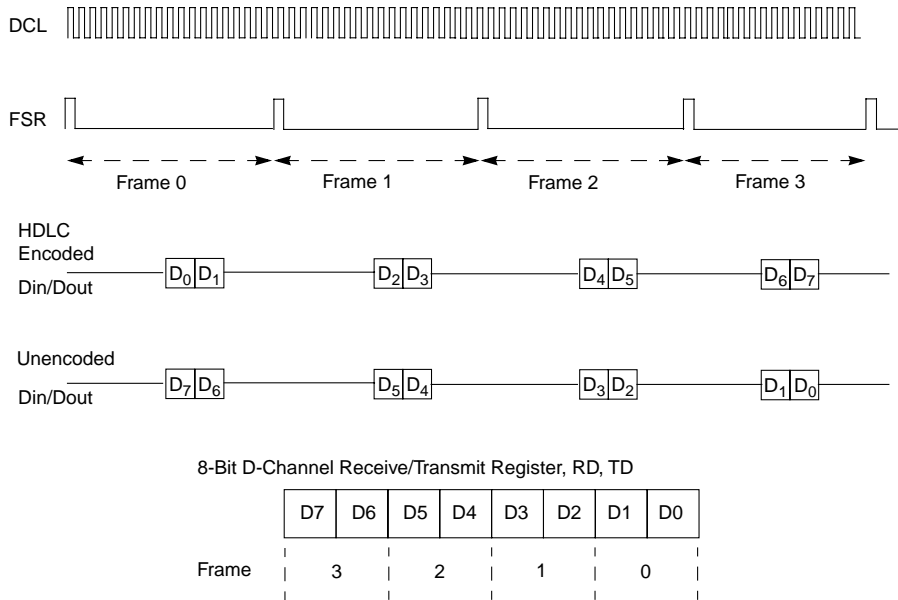 DCL
FSR
Frame 0 Frame 1 Frame 2 Frame 3
HDLC
Encoded
Din/Dout
D0 D1 D2 D3 D4 D5 D6 D7
Unencoded
Din/Dout
D7 D6 D5 D4 D3 D2 D1 D0
8-Bit D-Channel Receive/Transmit Register, RD, TD
D7 D6 D5 D4 D3 D2 D1 D0
Frame 3 2 1 0